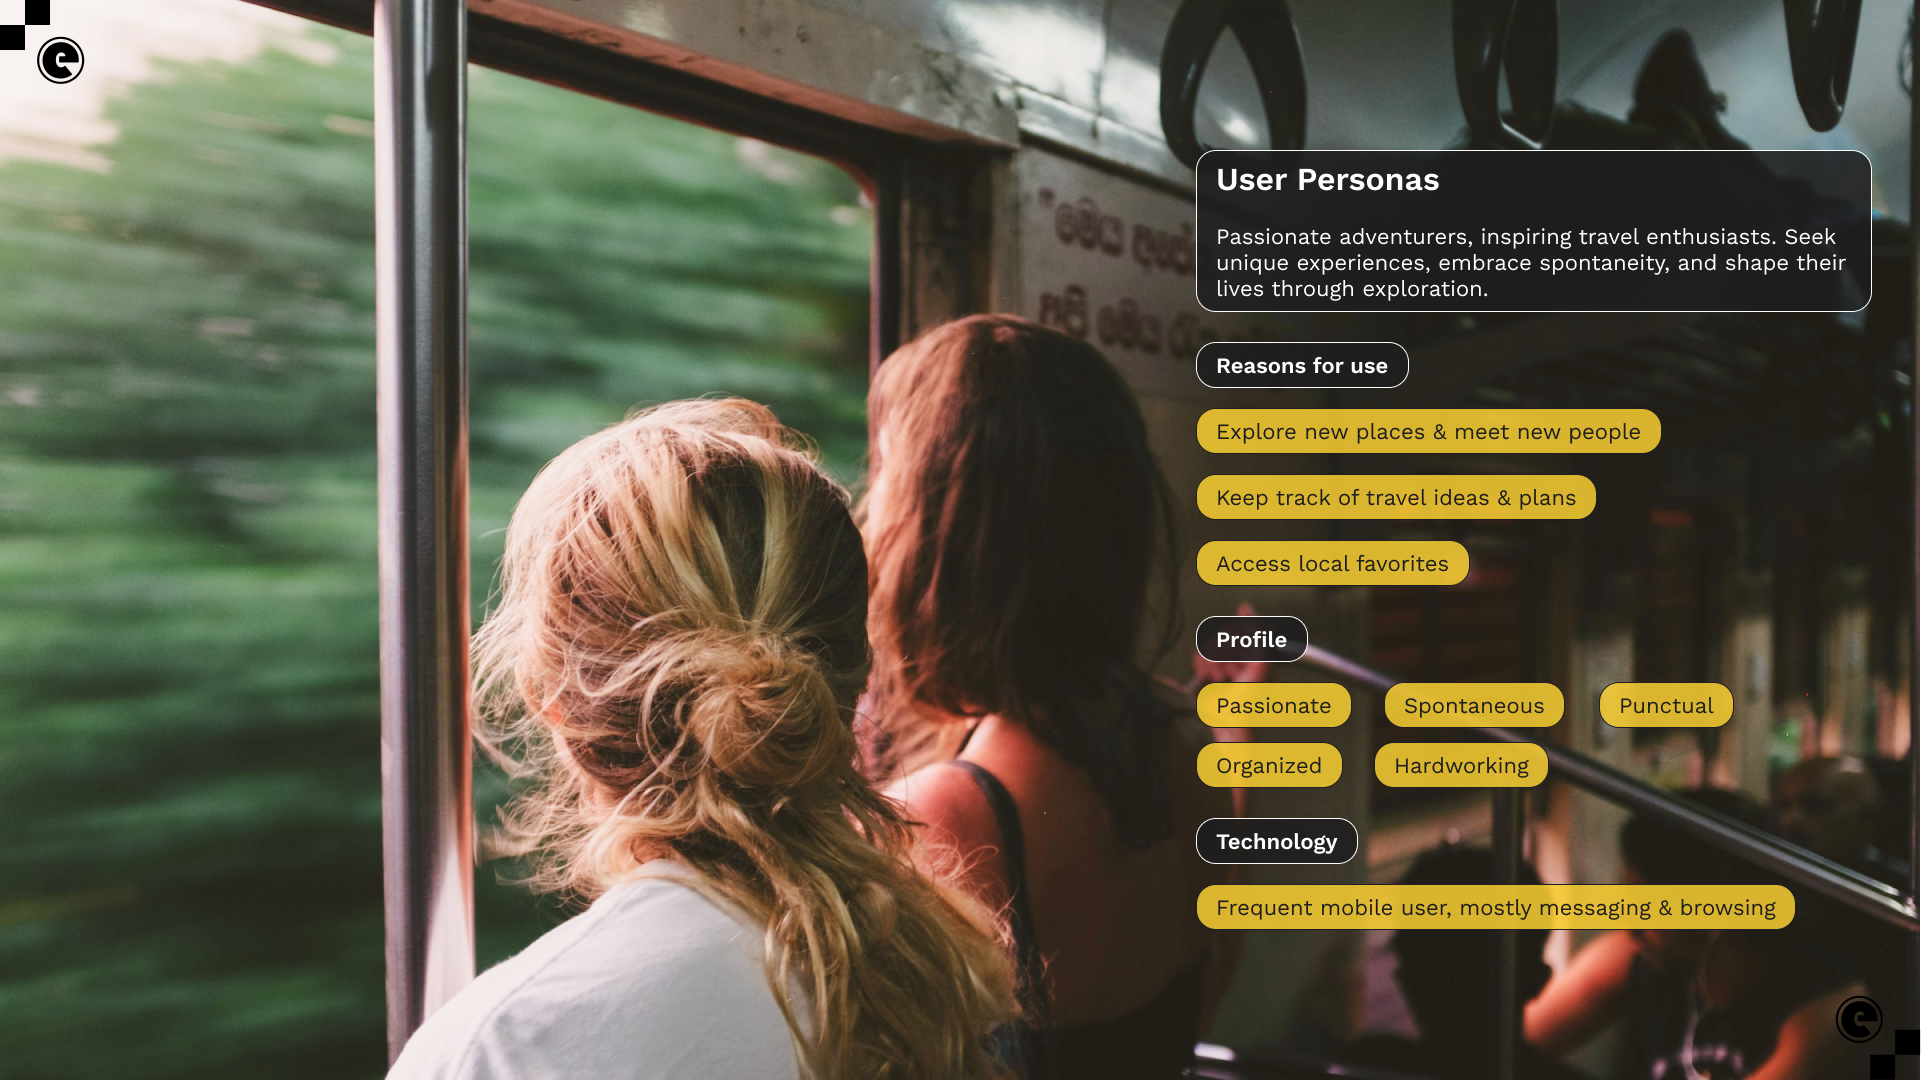 User Personas
Passionate adventurers, inspiring travel enthusiasts. Seek
unique experiences, embrace spontaneity, and shape their
lives through exploration.
Reasons for use
Explore new places & meet new people
Keep track of travel ideas & plans
Access local favorites
Profile
Passionate
Spontaneous
Punctual
Organized
Hardworking
Technology
Frequent mobile user, mostly messaging & browsing